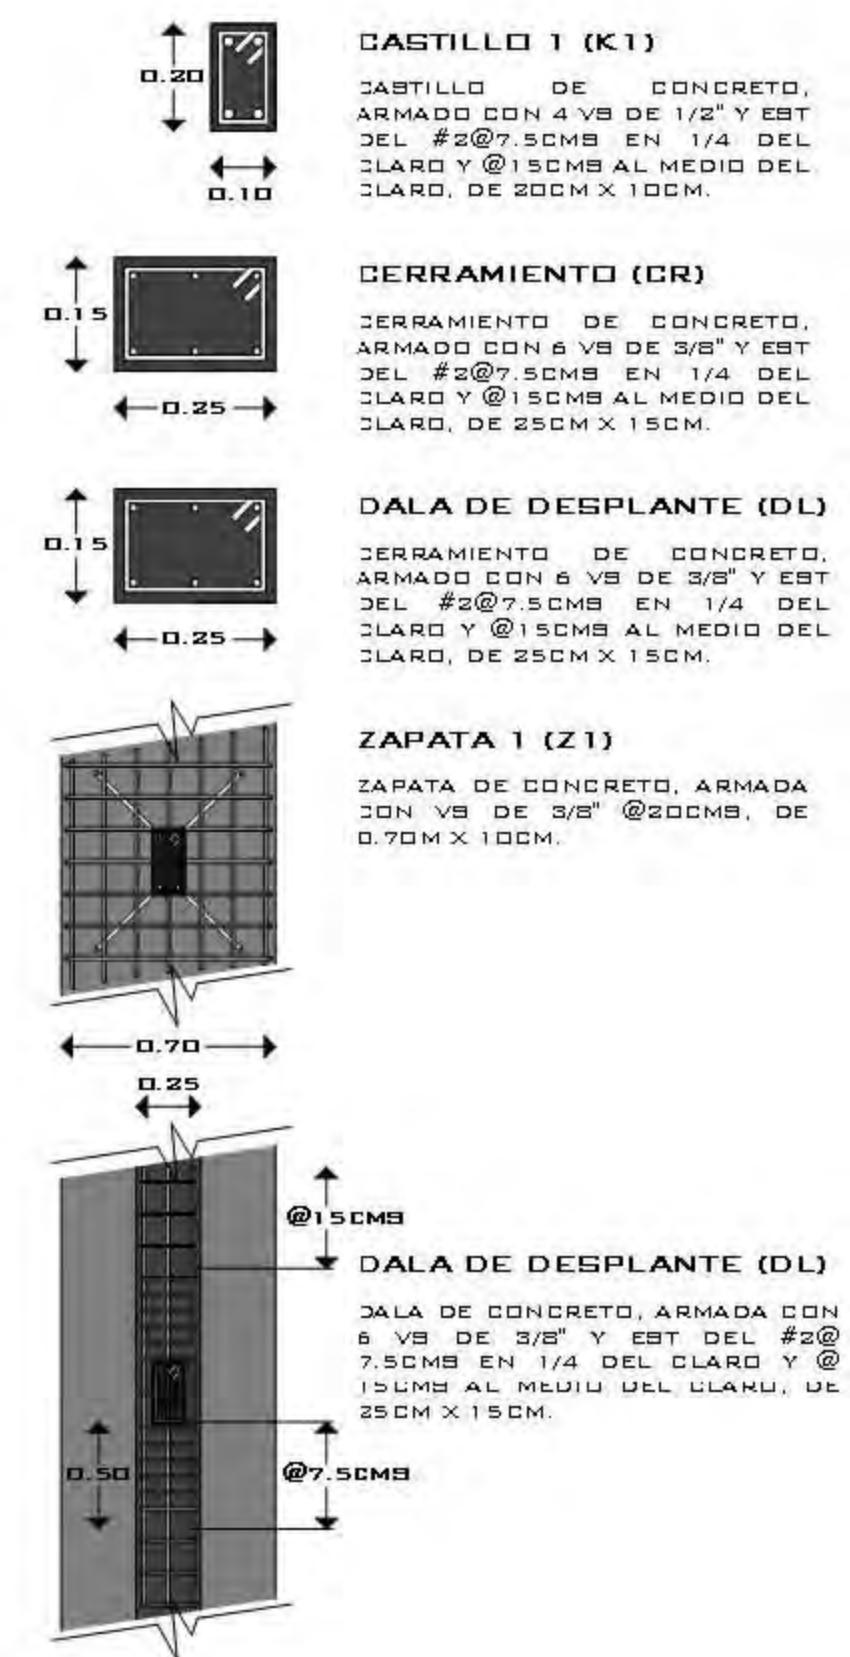 CASTILLO 1 (K1)
0.20
0.10
CASTILLO DE CONCRETO,
ARMADO CON 4 VS DE 1/2" Y EST
DEL #2@7.5CMS EN 1/4 DEL
CLARO Y @15CMS AL MEDIO DEL
CLARO, DE 20CM X 10CM.
CERRAMIENTO (CR)
0.15
0.25
CERRAMIENTO DE CONCRETO,
ARMADO CON 6 VS DE 3/8" Y EST
DEL #2@7.5CMS EN 1/4 DEL
CLARO Y @15CMS AL MEDIO DEL
CLARO, DE 25CM X 15CM.
DALA DE DESPLANTE (DL)
0.15
0.25
CERRAMIENTO DE CONCRETO,
ARMADO CON 6 VS DE 3/8" Y EST
DEL #2@7.5CMS EN 1/4 DEL
CLARO Y @15CMS AL MEDIO DEL
CLARO, DE 25CM X 15CM.
ZAPATA 1 (Z1)
ZAPATA DE CONCRETO, ARMADA
CON VS DE 3/8" @20CMS, DE
0.70M X 10CM.
0.70
0.25
@15CMS
DALA DE DESPLANTE (DL)
DALA DE CONCRETO, ARMADA CON
6 VS DE 3/8" Y EST DEL #2@
7.5CMS EN 1/4 DEL CLARO Y @
15CMS AL MEDIO DEL CLARO, DE
25CM X 15CM.
0.50
@7.5CMS